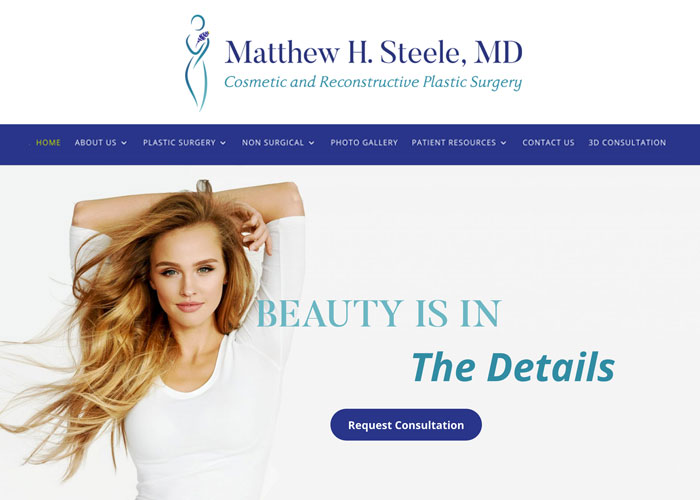 Matthew H. Steele, MD
Cosmetic and Reconstructive Plastic Surgery
HOME ABOUT US PLASTIC SURGERY NON SURGICAL PHOTO GALLERY PATIENT RESOURCES CONTACT US 3D CONSULTATION
BEAUTY IS IN
The Details
Request Consultation